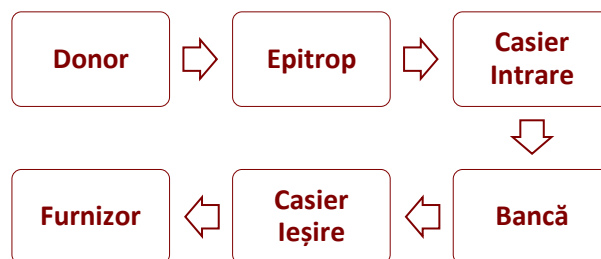 Donor
Epitrop
Casier
Intrare
Bancă
Casier
Ieșire
Furnizor